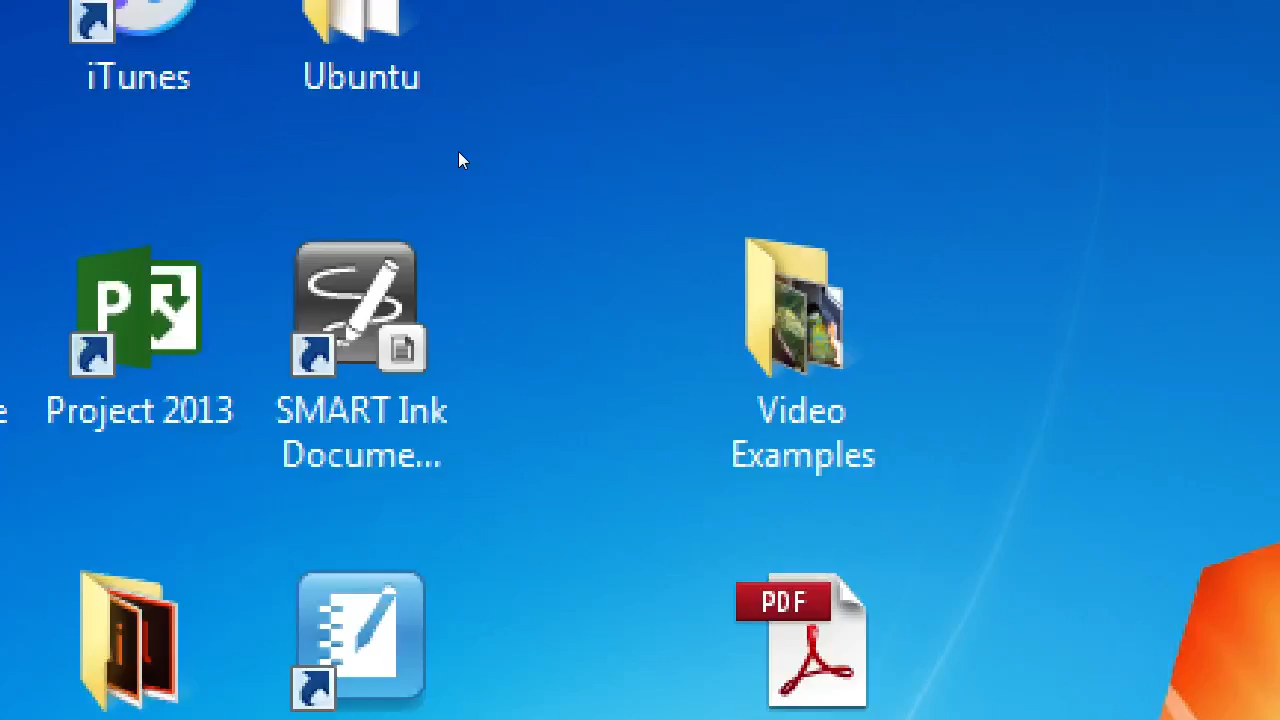 iTunes
Ubuntu
e
Project 2013
SMART Ink
Docume...
Video
Examples
PDF